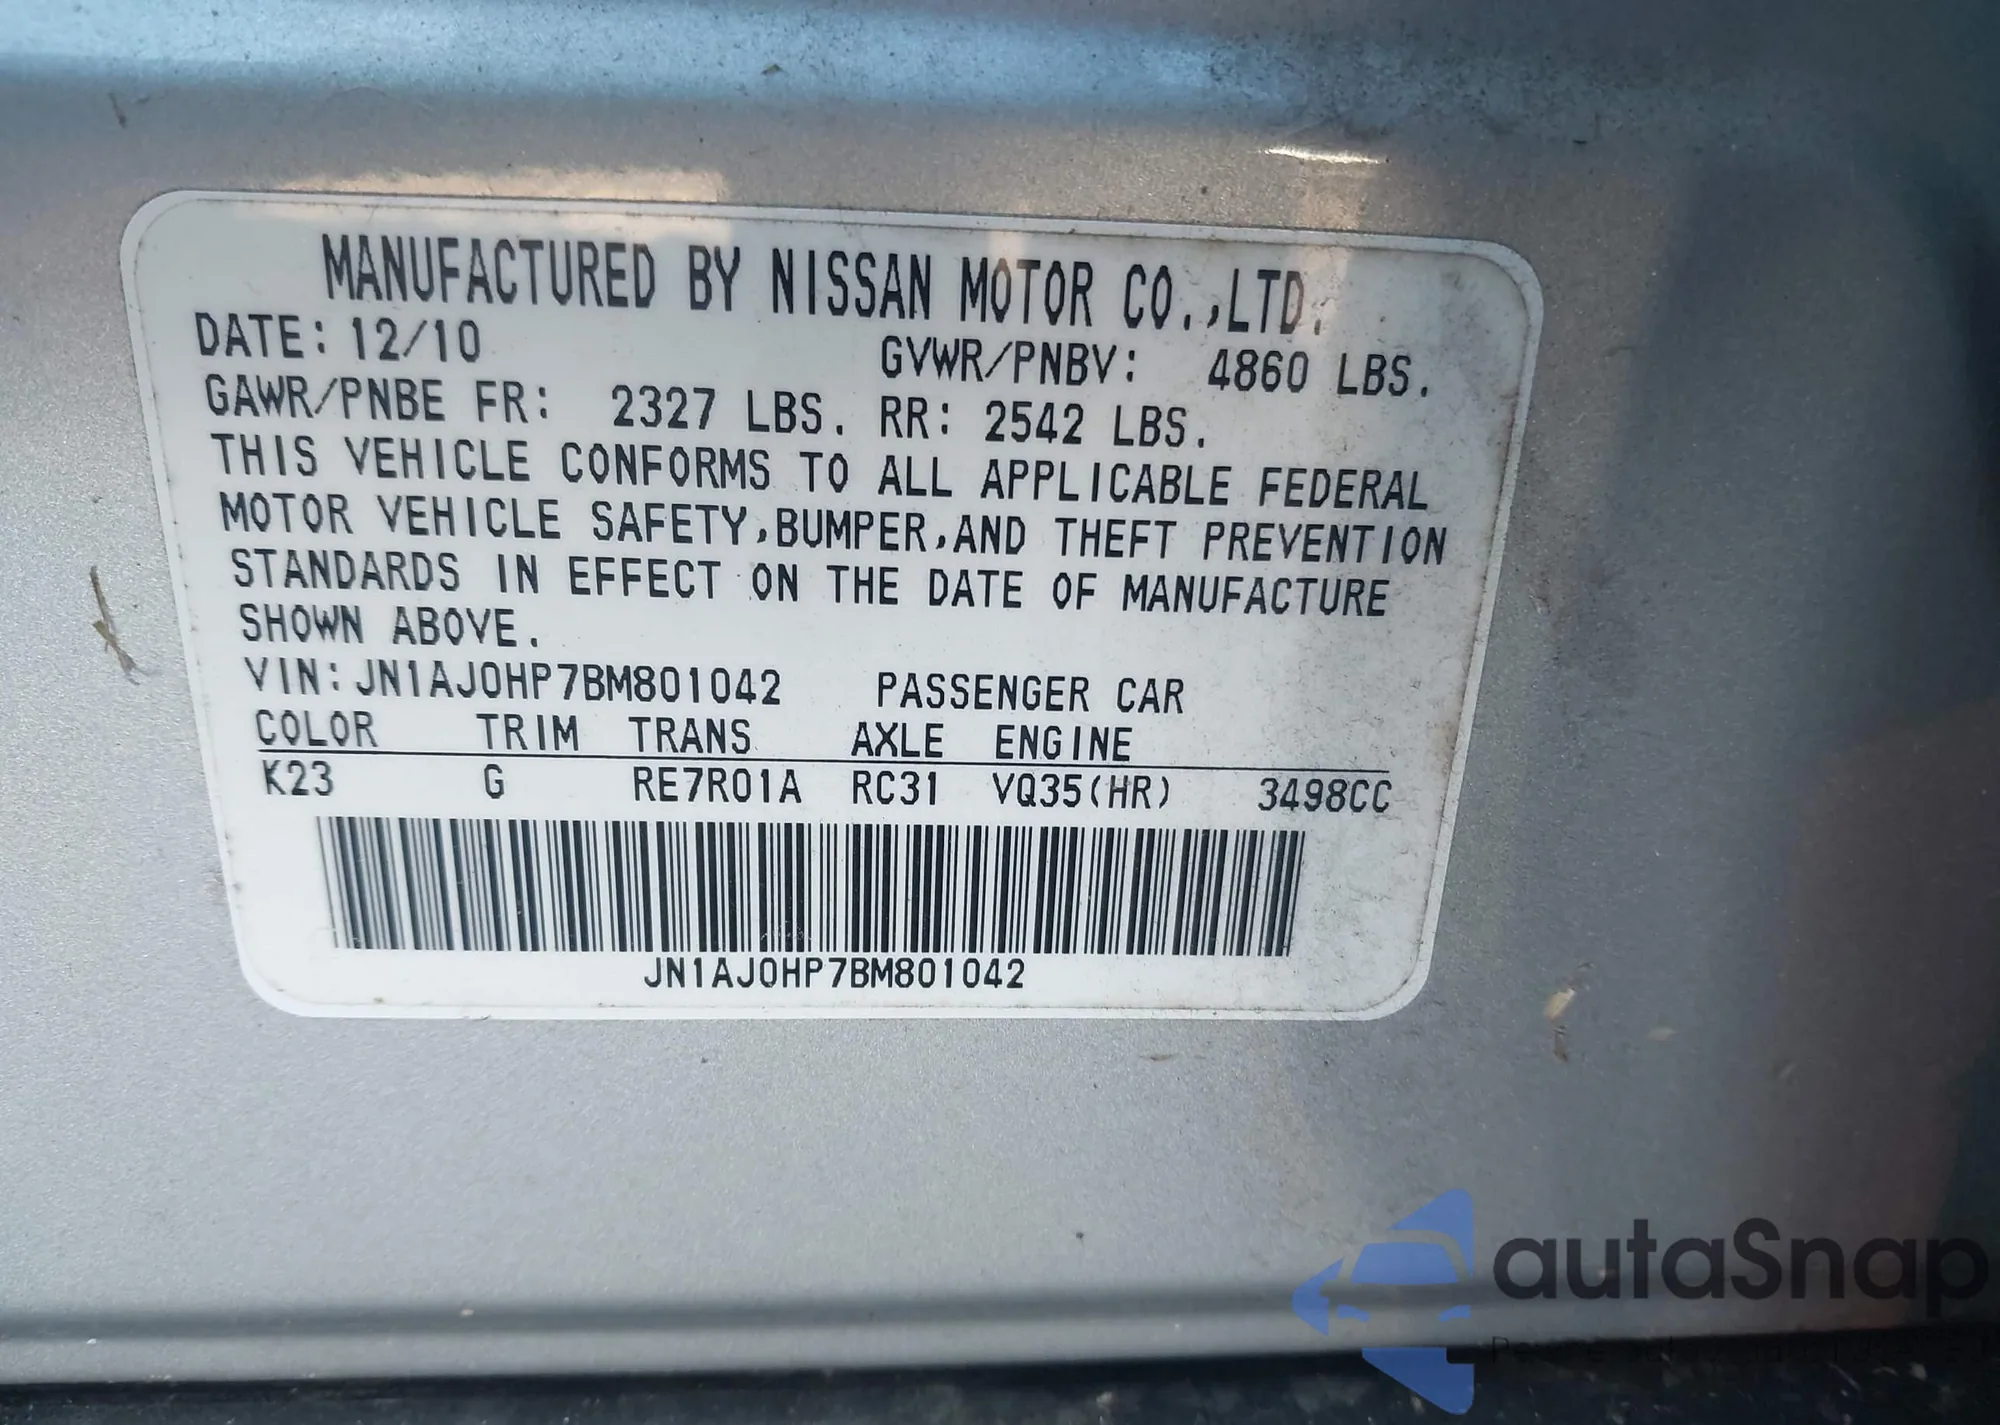 MANUFACTURED BY NISSAN MOTOR CO.,LTD.
DATE: 12/10 GVWR/PNBV: 4860 LBS.
GAWR/PNBE FR: 2327 LBS. RR: 2542 LBS.
THIS VEHICLE CONFORMS TO ALL APPLICABLE FEDERAL
MOTOR VEHICLE SAFETY,BUMPER,AND THEFT PREVENTION
STANDARDS IN EFFECT ON THE DATE OF MANUFACTURE
SHOWN ABOVE.
VIN:JN1AJ0HP7BM801042 PASSENGER CAR
COLOR TRIM TRANS AXLE ENGINE
K23 G RE7R01A RC31 VQ35(HR) 3498CC
JN1AJ0HP7BM801042
autaSnap